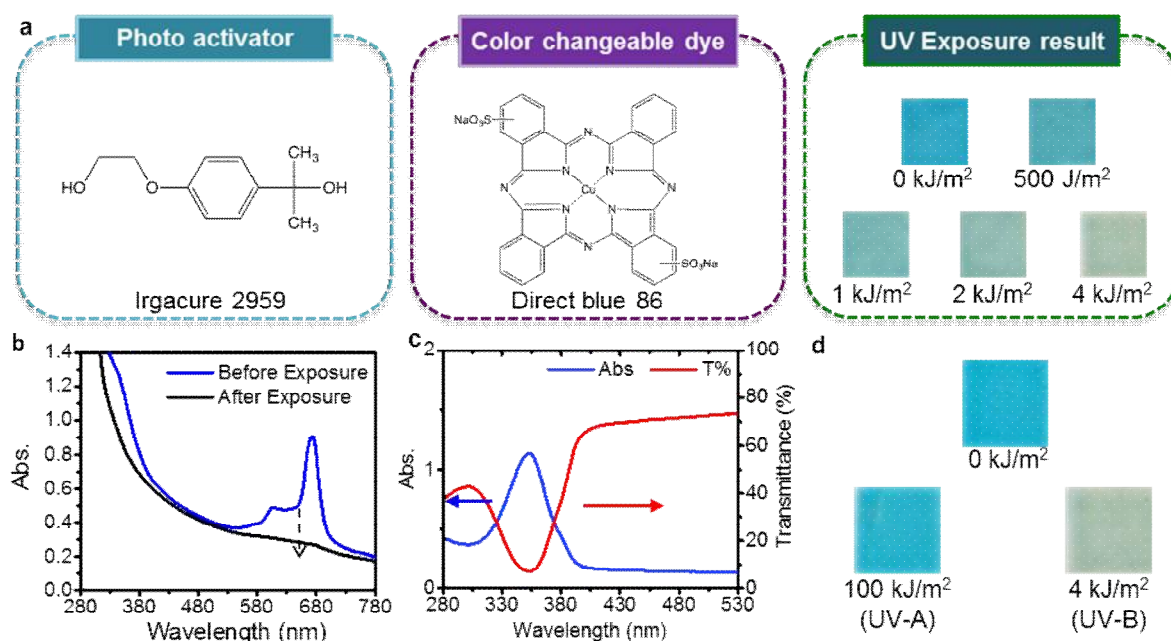 a
Photo activator
Color changeable dye
UV Exposure result
HO
O
CH₃
OH
CH₃
Irgacure 2959
NaO₃S
N
N
N
N
Cu
N
N
N
N
SO₃Na
Direct blue 86
0 kJ/m²
500 J/m²
1 kJ/m²
2 kJ/m²
4 kJ/m²
b
Before Exposure
After Exposure
Abs.
1.4
1.2
1.0
0.8
0.6
0.4
0.2
0.0
280 380 480 580 680 780
Wavelength (nm)
c
Abs
T%
Abs.
2
1
0
Transmittance (%)
100
80
60
40
20
0
280 330 380 430 480 530
Wavelength (nm)
d
0 kJ/m²
100 kJ/m²
(UV-A)
4 kJ/m²
(UV-B)